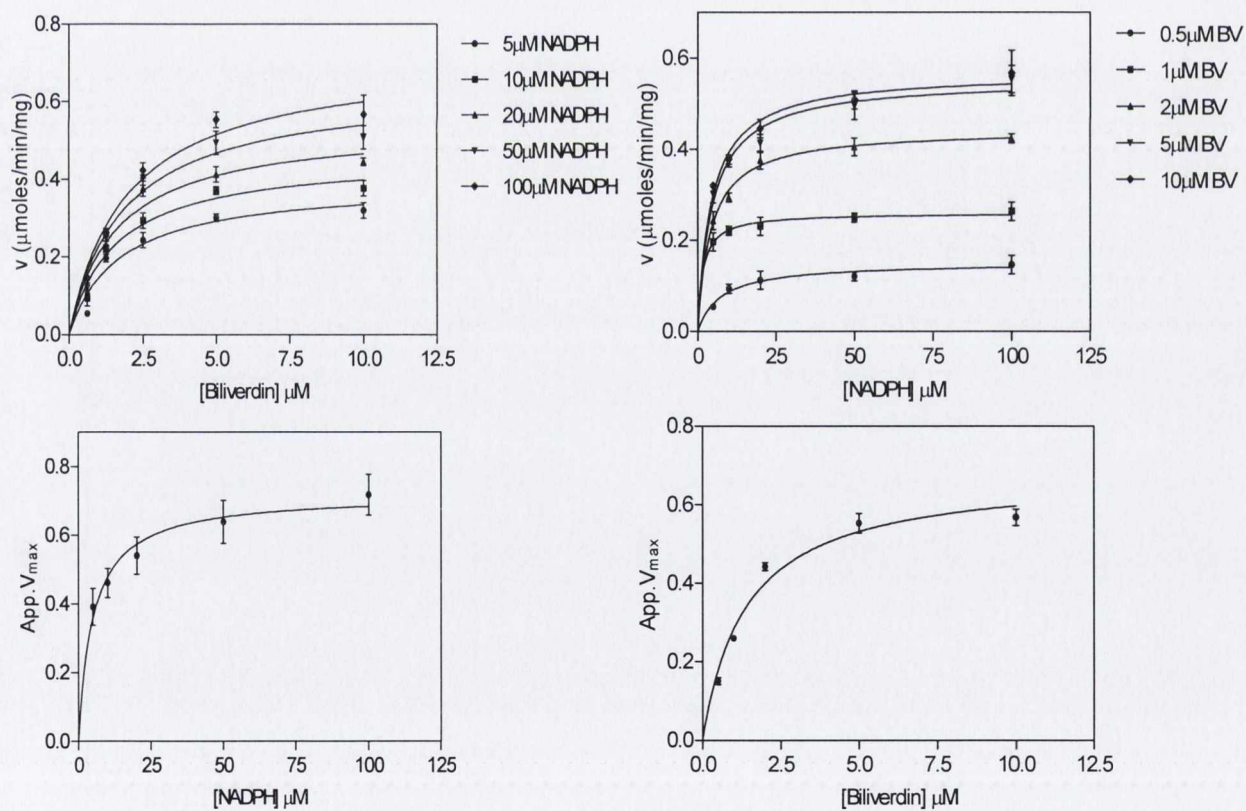 0.8
0.6
0.4
0.2
0.0
v (μmoles/min/mg)
0.0 2.5 5.0 7.5 10.0 12.5
[Biliverdin] μM
5μM NADPH
10μM NADPH
20μM NADPH
50μM NADPH
100μM NADPH
0.6
0.4
0.2
0.0
v (μmoles/min/mg)
0 25 50 75 100 125
[NADPH] μM
0.5μM BV
1μM BV
2μM BV
5μM BV
10μM BV
0.8
0.6
0.4
0.2
0.0
App.Vmax
0 25 50 75 100 125
[NADPH] μM
0.8
0.6
0.4
0.2
0.0
App.Vmax
0.0 2.5 5.0 7.5 10.0 12.5
[Biliverdin] μM